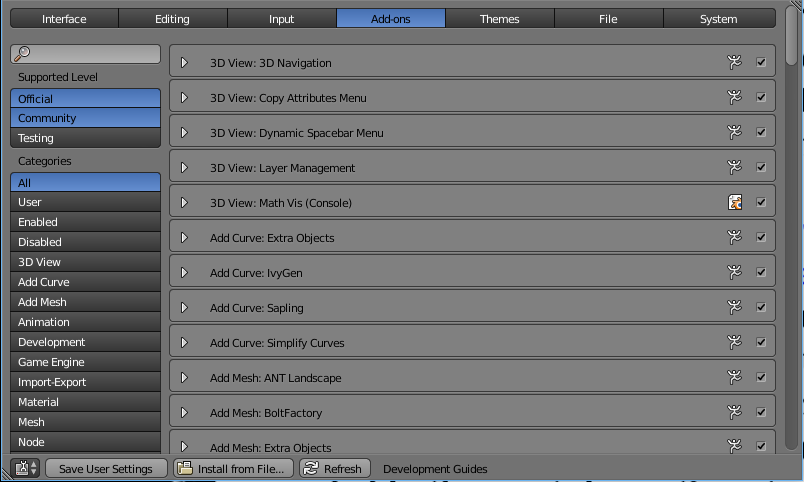 Interface Editing Input Add-ons Themes File System
Supported Level
Official
Community
Testing
Categories
All
User
Enabled
Disabled
3D View
Add Curve
Add Mesh
Animation
Development
Game Engine
Import-Export
Material
Mesh
Node
3D View: 3D Navigation
3D View: Copy Attributes Menu
3D View: Dynamic Spacebar Menu
3D View: Layer Management
3D View: Math Vis (Console)
Add Curve: Extra Objects
Add Curve: IvyGen
Add Curve: Sapling
Add Curve: Simplify Curves
Add Mesh: ANT Landscape
Add Mesh: BoltFactory
Add Mesh: Extra Objects
Save User Settings Install from File... Refresh Development Guides